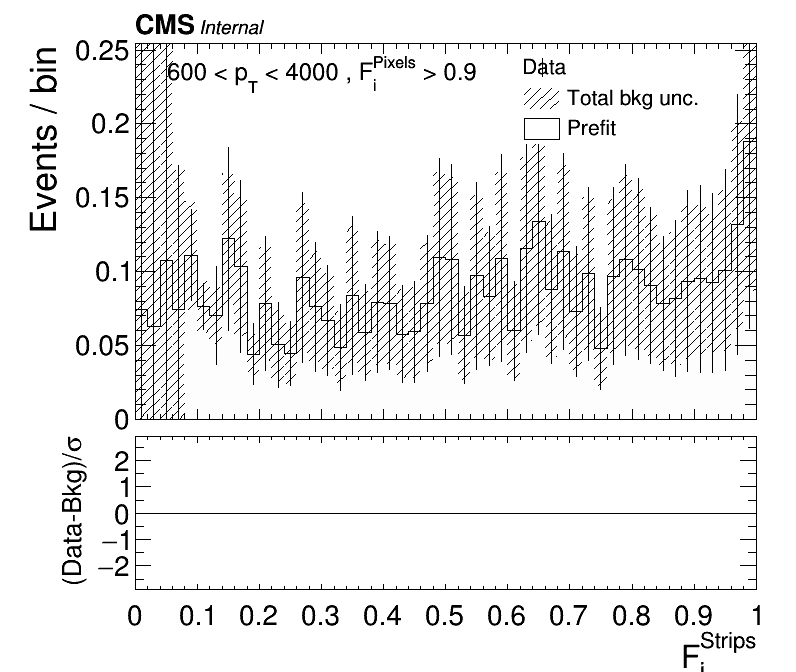 CMS Internal
Events / bin
0.25
0.2
0.15
0.1
0.05
0
600 < p_T < 4000 , F_i^Pixels > 0.9
Data
Total bkg unc.
Prefit
(Data-Bkg)/σ
2
1
0
−1
−2
0 0.1 0.2 0.3 0.4 0.5 0.6 0.7 0.8 0.9 1
F_i^Strips